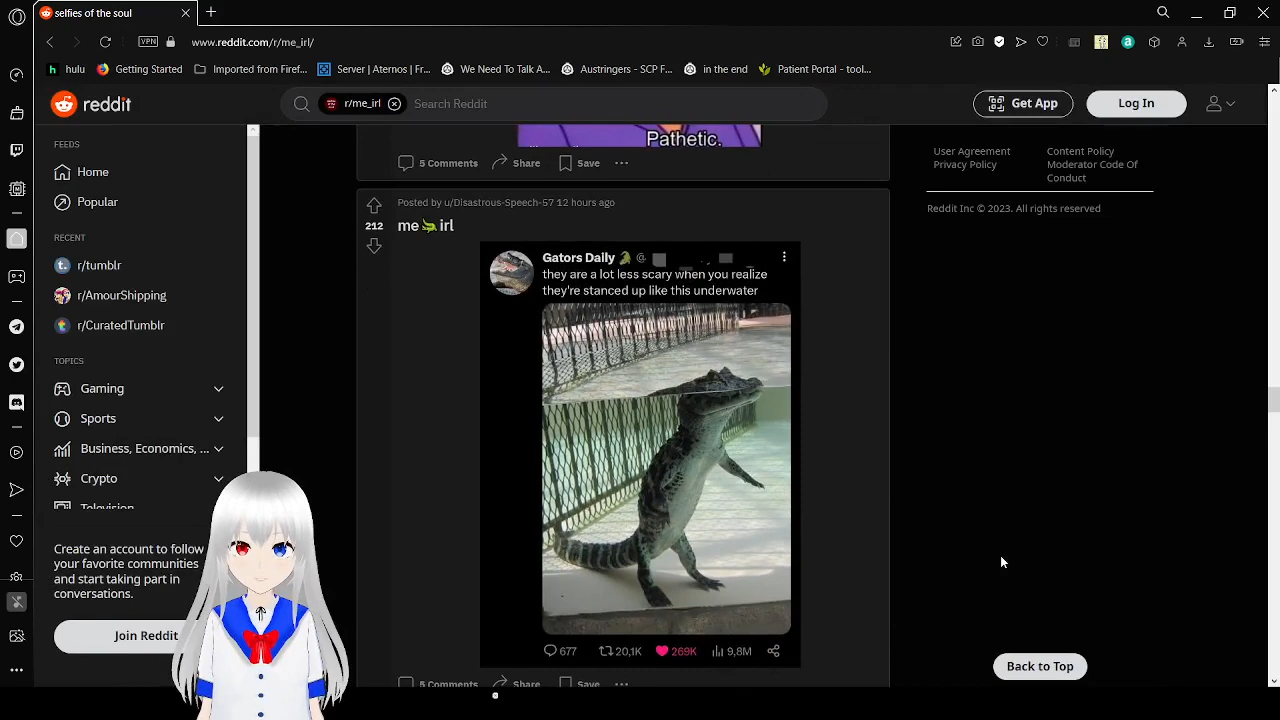 selfies of the soul
VPN
www.reddit.com/r/me_irl/
hulu
Getting Started
Imported from Firef...
Server | Aternos | Fr...
We Need To Talk A...
Austringers - SCP F...
in the end
Patient Portal - tool...
reddit
r/me_irl
Search Reddit
Get App
Log In
FEEDS
Home
Popular
RECENT
r/tumblr
r/AmourShipping
r/CuratedTumblr
TOPICS
Gaming
Sports
Business, Economics, ...
Crypto
Television
Create an account to follow
your favorite communities
and start taking part in
conversations.
Join Reddit
Pathetic.
5 Comments
Share
Save
Posted by u/Disastrous-Speech-57 12 hours ago
212
me🦎irl
Gators Daily 🐊 @
they are a lot less scary when you realize
they're stanced up like this underwater
677
20,1K
269K
9,8M
5 Comments
Share
Save
User Agreement
Privacy Policy
Content Policy
Moderator Code Of
Conduct
Reddit Inc © 2023. All rights reserved
Back to Top